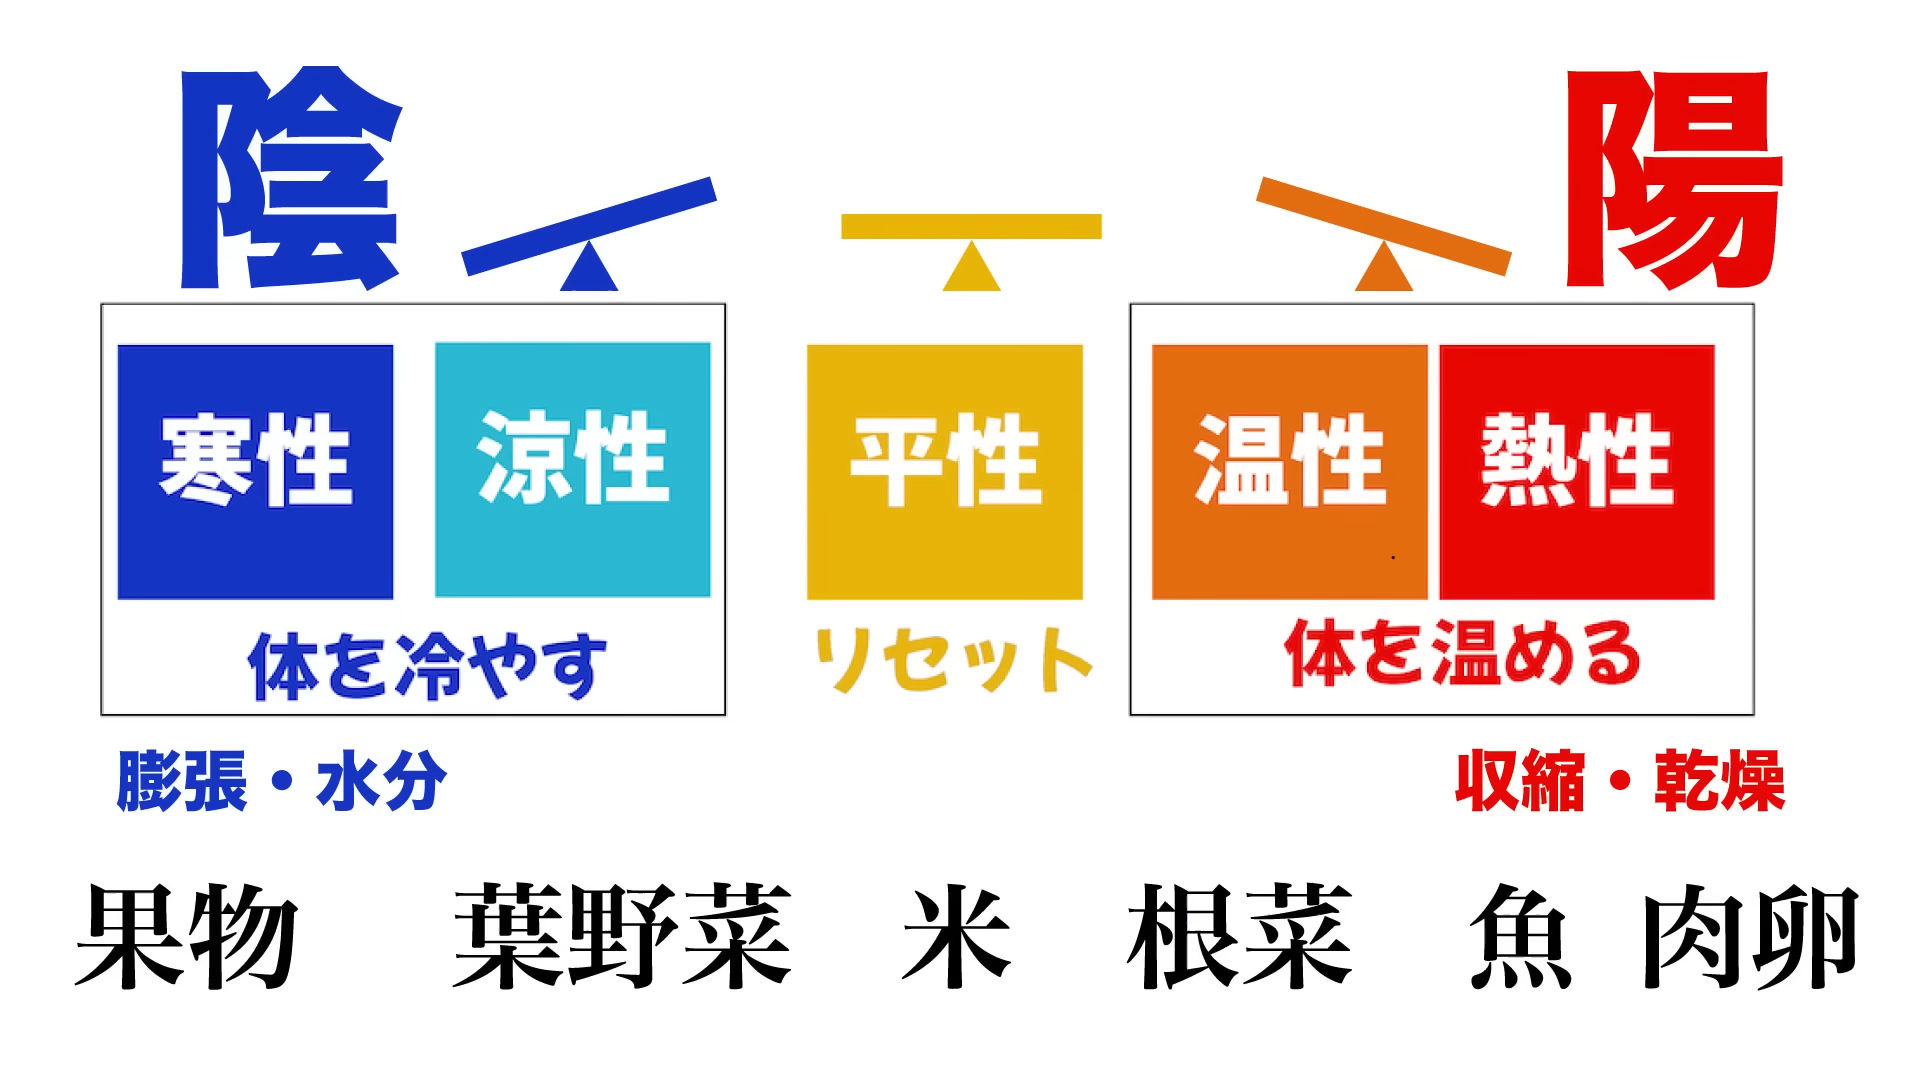 陰 陽
寒性 涼性 平性 温性 熱性
体を冷やす リセット 体を温める
膨張・水分 収縮・乾燥
果物 葉野菜 米 根菜 魚 肉卵